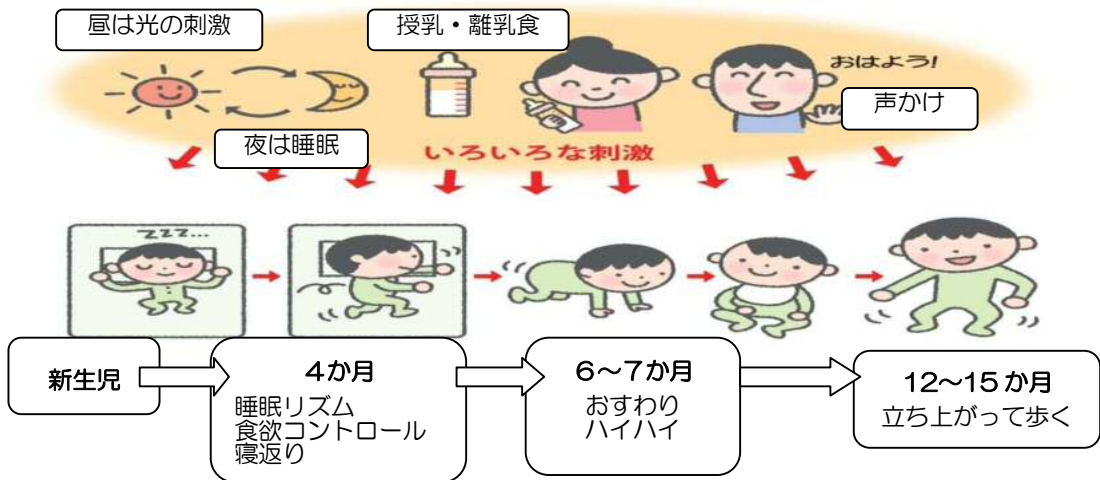 昼は光の刺激
授乳・離乳食
おはよう!
声かけ
夜は睡眠
いろいろな刺激
zzz...
新生児
4か月
睡眠リズム
食欲コントロール
寝返り
6~7か月
おすわり
ハイハイ
12~15か月
立ち上がって歩く